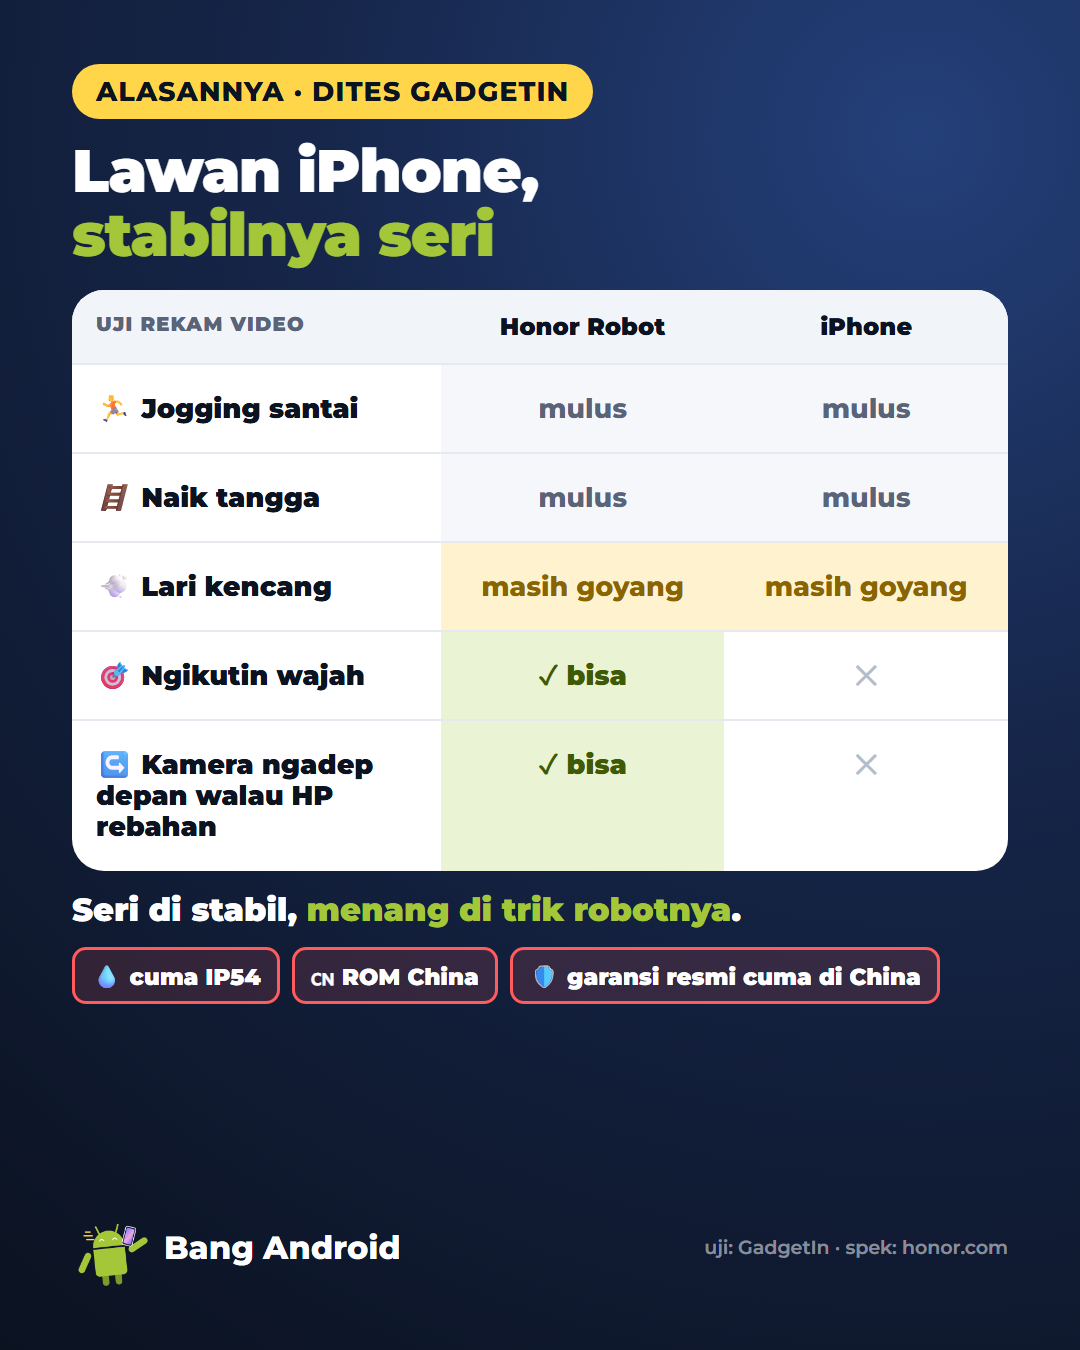 ALASANNYA • DITES GADGETIN
Lawan iPhone,
stabilnya seri
UJI REKAM VIDEO Honor Robot iPhone
🏃 Jogging santai mulus mulus
🪜 Naik tangga mulus mulus
💨 Lari kencang masih goyang masih goyang
🎯 Ngikutin wajah ✓ bisa ✕
↪️ Kamera ngadep ✓ bisa ✕
depan walau HP
rebahan
Seri di stabil, menang di trik robotnya.
💧 cuma IP54 CN ROM China 🛡️ garansi resmi cuma di China
Bang Android uji: GadgetIn · spek: honor.com